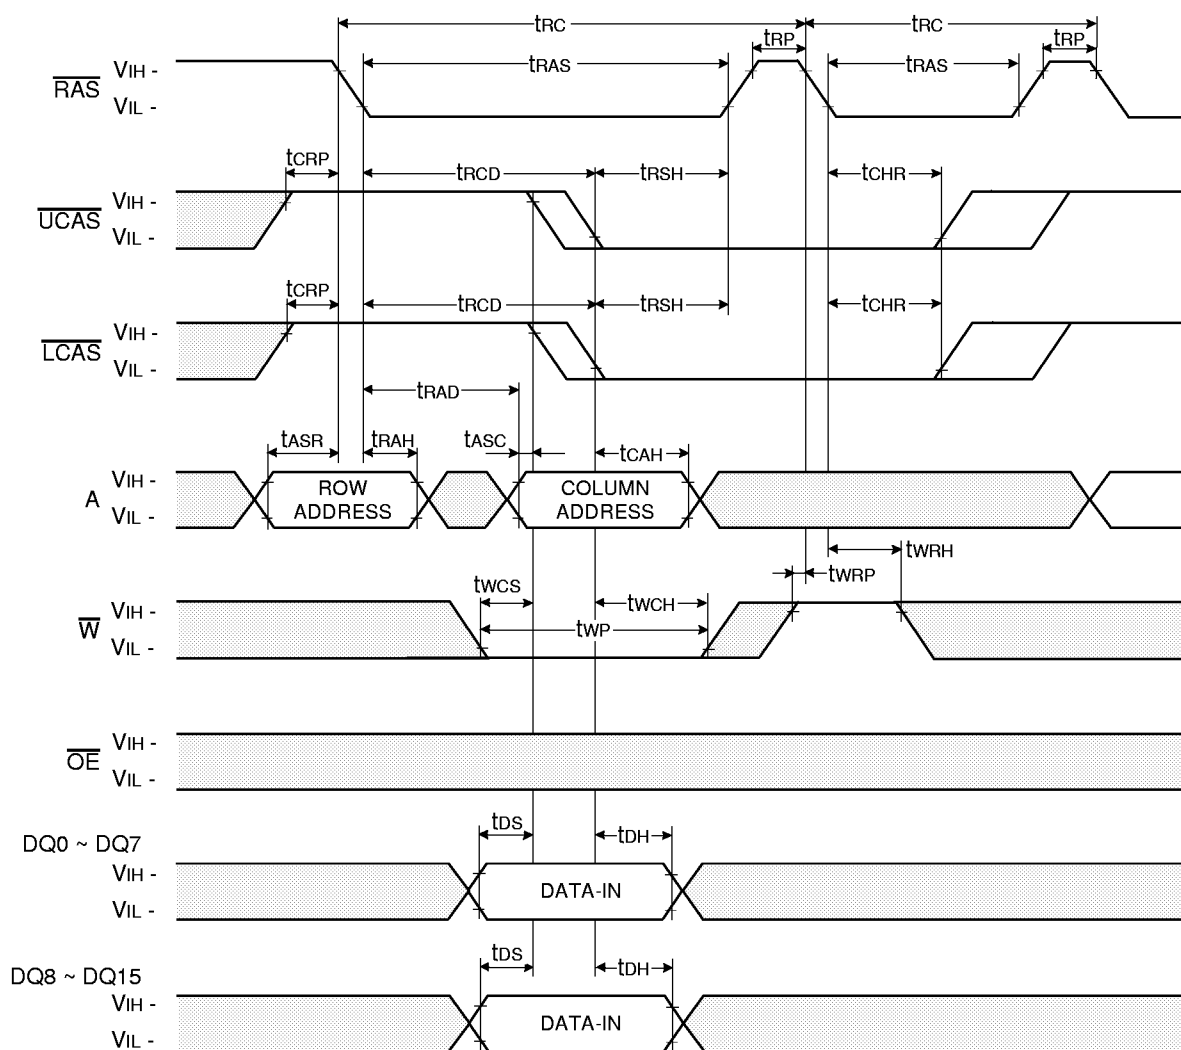 tRC tRC
tRP tRP
RAS VIH - tRAS tRAS
VIL -
tCRP tRCD tRSH tCHR
UCAS VIH -
VIL -
tCRP tRCD tRSH tCHR
LCAS VIH -
VIL -
tRAD
tASR tRAH tASC tCAH
A VIH - ROW ADDRESS COLUMN ADDRESS
VIL -
tWRH
tWRP
tWCS tWCH
W VIH - tWP
VIL -
OE VIH -
VIL -
tDS tDH
DQ0 ~ DQ7
VIH -
DATA-IN
VIL -
tDS tDH
DQ8 ~ DQ15
VIH -
DATA-IN
VIL -